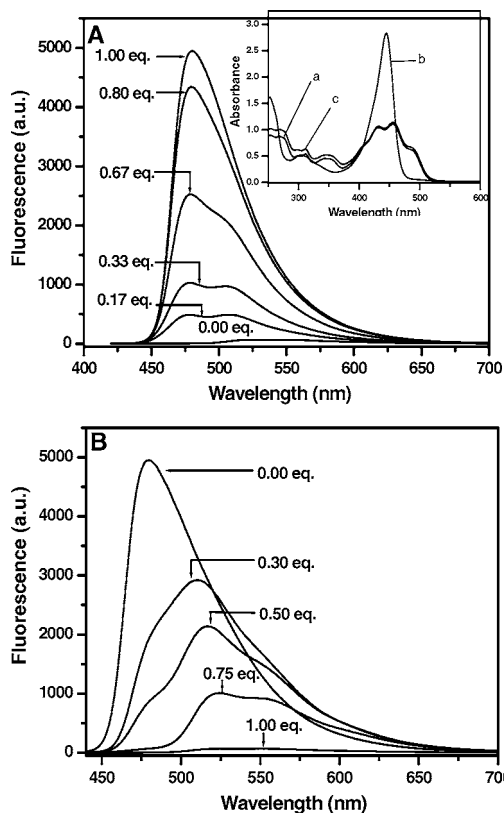 A
5000
4000
3000
2000
1000
0
Fluorescence (a.u.)
400 450 500 550 600 650 700
Wavelength (nm)
1.00 eq.
0.80 eq.
0.67 eq.
0.33 eq.
0.17 eq.
0.00 eq.
3.0
2.5
2.0
1.5
1.0
0.5
0.0
Absorbance
a
b
c
300 400 500 600
Wavelength (nm)
B
5000
4000
3000
2000
1000
0
Fluorescence (a.u.)
450 500 550 600 650 700
Wavelength (nm)
0.00 eq.
0.30 eq.
0.50 eq.
0.75 eq.
1.00 eq.